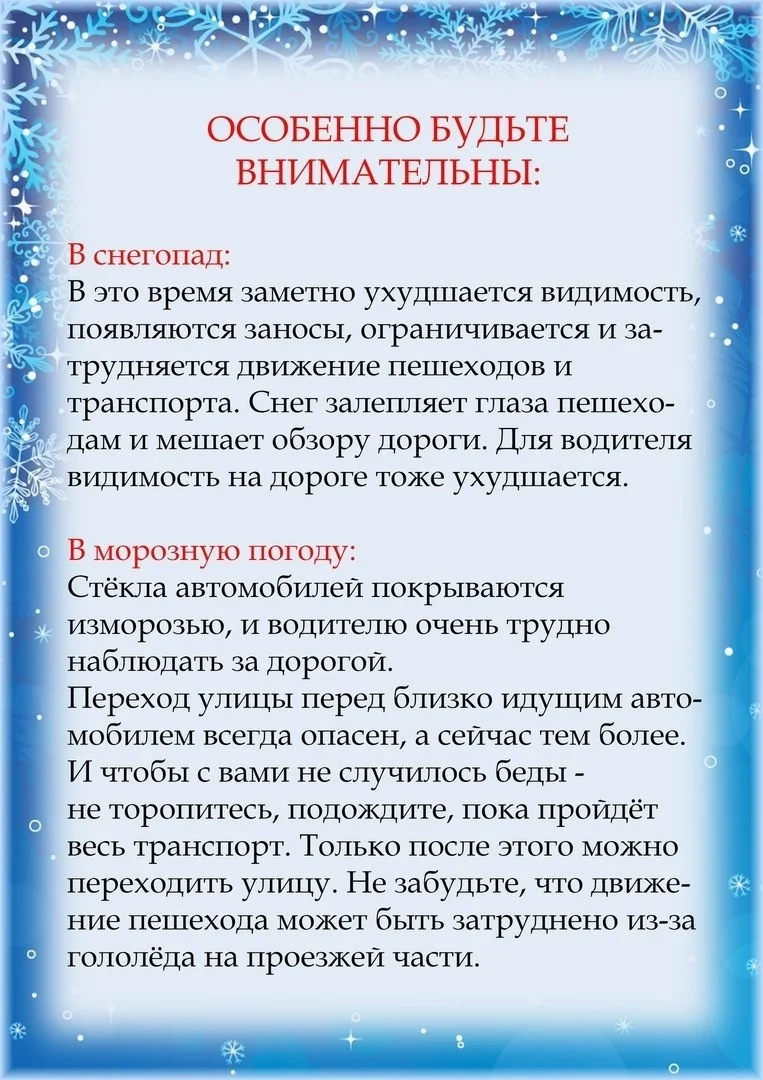 ОСОБЕННО БУДЬТЕ
ВНИМАТЕЛЬНЫ:
В снегопад:
В это время заметно ухудшается видимость,
появляются заносы, ограничивается и за-
трудняется движение пешеходов и
транспорта. Снег залепляет глаза пешехо-
дам и мешает обзору дороги. Для водителя
видимость на дороге тоже ухудшается.
В морозную погоду:
Стёкла автомобилей покрываются
изморозью, и водителю очень трудно
наблюдать за дорогой.
Переход улицы перед близко идущим авто-
мобилем всегда опасен, а сейчас тем более.
И чтобы с вами не случилось беды -
не торопитесь, подождите, пока пройдёт
весь транспорт. Только после этого можно
переходить улицу. Не забудьте, что движе-
ние пешехода может быть затруднено из-за
гололёда на проезжей части.